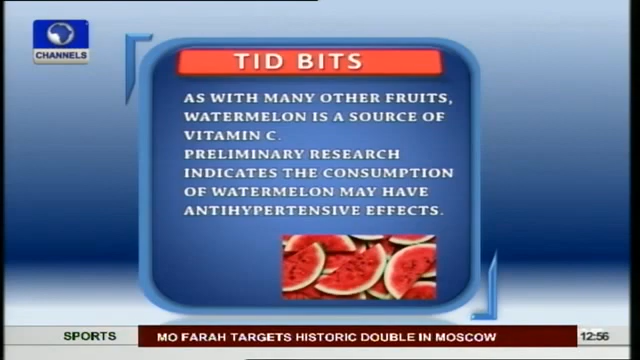 CHANNELS
TID BITS
AS WITH MANY OTHER FRUITS,
WATERMELON IS A SOURCE OF
VITAMIN C.
PRELIMINARY RESEARCH
INDICATES THE CONSUMPTION
OF WATERMELON MAY HAVE
ANTIHYPERTENSIVE EFFECTS.
SPORTS MO FARAH TARGETS HISTORIC DOUBLE IN MOSCOW 12:56